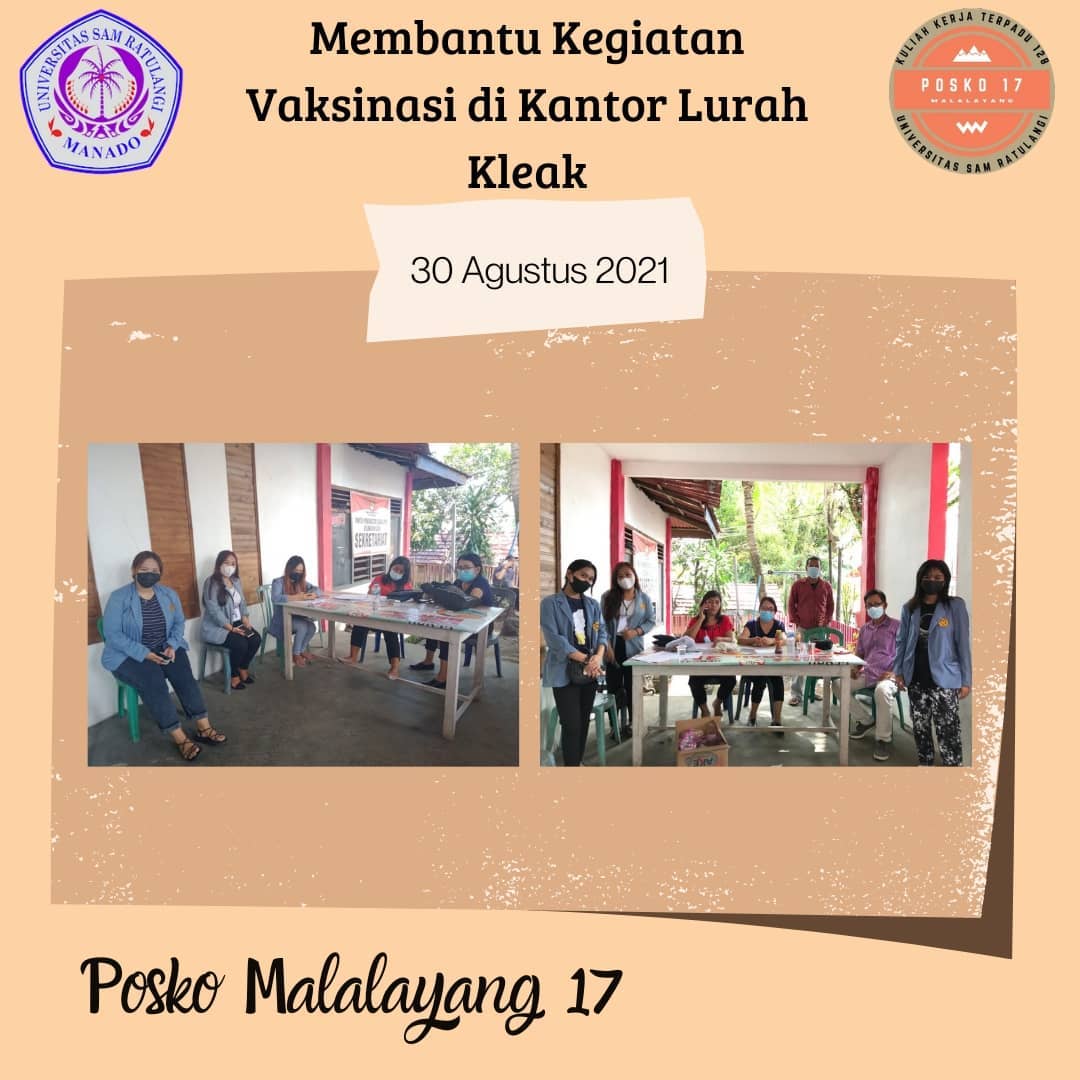 UNIVERSITAS SAM RATULANGI
MANADO
Membantu Kegiatan
Vaksinasi di Kantor Lurah
Kleak
KULIAH KERJA TERPADU 128
POSKO 17
MALALAYANG
UNIVERSITAS SAM RATULANGI
30 Agustus 2021
SEKRETARIAT
Posko Malalayang 17